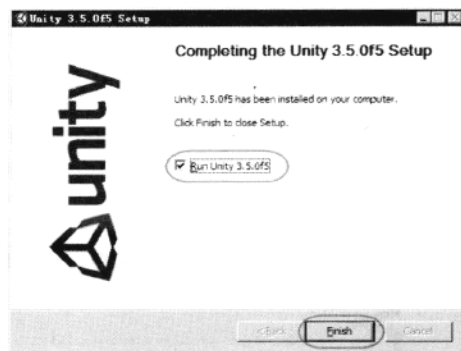 Unity 3.5.0f5 Setup
Completing the Unity 3.5.0f5 Setup
Unity 3.5.0f5 has been installed on your computer.
Click Finish to close Setup.
Run Unity 3.5.0f5
unity
< Back
Finish
Cancel